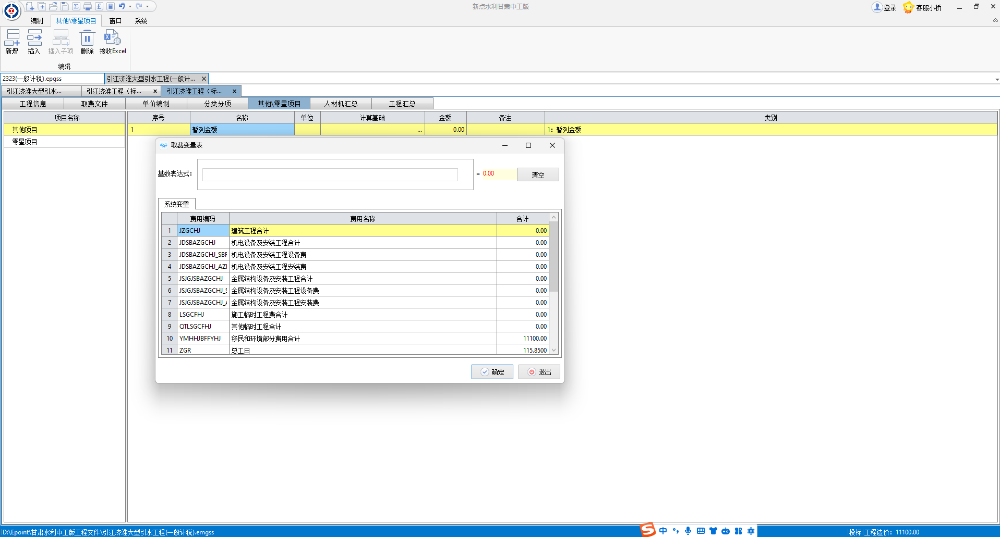 新点水利甘肃中工版
登录
客服小桥
编制
其他\零星项目
窗口
系统
新增
插入
插入子项
删除
接收Excel
编辑
2323(一般计税).epgss
引江济淮大型引水工程(一般计...
引江济淮大型引水...
引江济淮工程（标...
引江济淮工程（标...
工程信息
取费文件
单价编制
分类分项
其他\零星项目
人材机汇总
工程汇总
项目名称
其他项目
零星项目
序号 名称 单位 计算基础 金额 备注 类别
1 暂列金额 ... 0.00 1：暂列金额
取费变量表
基数表达式：
= 0.00
清空
系统变量
费用编码 费用名称 合计
1 JZGCHJ 建筑工程合计 0.00
2 JDSBAZGCHJ 机电设备及安装工程合计 0.00
3 JDSBAZGCHJ_SBF 机电设备及安装工程设备费 0.00
4 JDSBAZGCHJ_AZI 机电设备及安装工程安装费 0.00
5 JSJGJSBAZGCHJ 金属结构设备及安装工程合计 0.00
6 JSJGJSBAZGCHJ_S 金属结构设备及安装工程设备费 0.00
7 JSJGJSBAZGCHJ_A 金属结构设备及安装工程安装费 0.00
8 LSGCFHJ 施工临时工程费合计 0.00
9 QTLSGCFHJ 其他临时工程合计 0.00
10 YMHHJBFFYHJ 移民和环境部分费用合计 11100.00
11 ZGR 总工日 115.8500
确定
退出
D:\Epoint\甘肃水利中工版工程文件\引江济淮大型引水工程(一般计税).emgss
中
投标 工程造价：11100.00